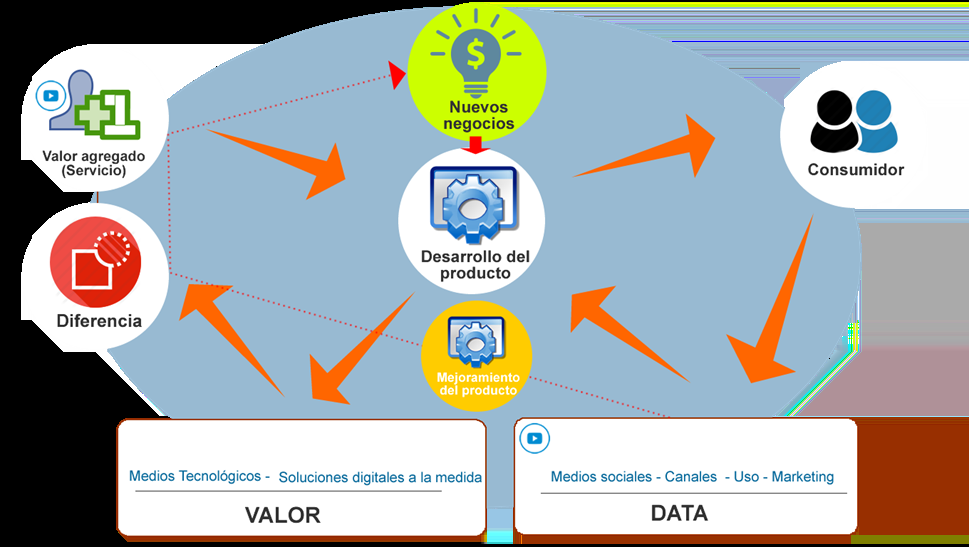 Nuevos
negocios
Valor agregado
(Servicio)
Consumidor
Desarrollo del
producto
Diferencia
Mejoramiento
del producto
Medios Tecnológicos - Soluciones digitales a la medida
VALOR
Medios sociales - Canales - Uso - Marketing
DATA